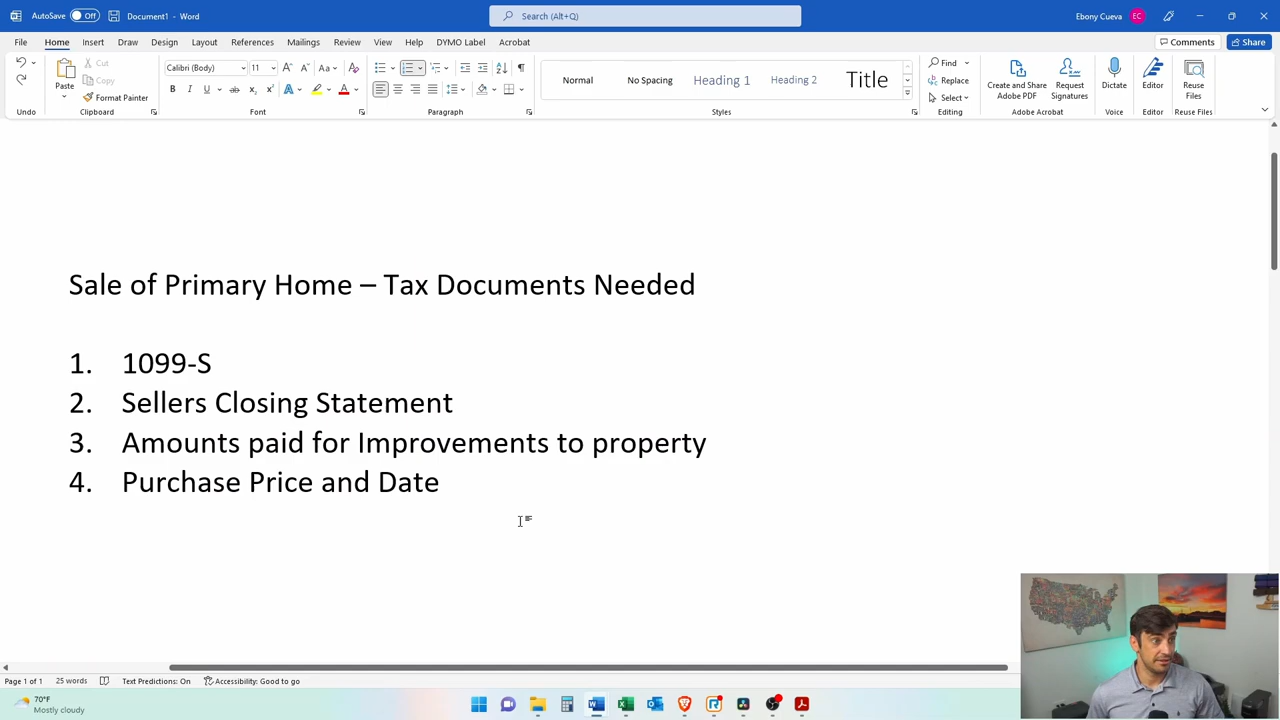 AutoSave Off Document1 - Word Search (Alt+Q) Ebony Cueva EC
File Home Insert Draw Design Layout References Mailings Review View Help DYMO Label Acrobat Comments Share
Paste Cut Copy Format Painter
Calibri (Body) 11
Normal No Spacing Heading 1 Heading 2 Title
Find Replace Select
Create and Share Adobe PDF Request Signatures Dictate Editor Reuse Files
Undo Clipboard Font Paragraph Styles Editing Adobe Acrobat Voice Editor Reuse Files
Sale of Primary Home – Tax Documents Needed
1. 1099-S
2. Sellers Closing Statement
3. Amounts paid for Improvements to property
4. Purchase Price and Date
Page 1 of 1 25 words Text Predictions: On Accessibility: Good to go
70°F
Mostly cloudy